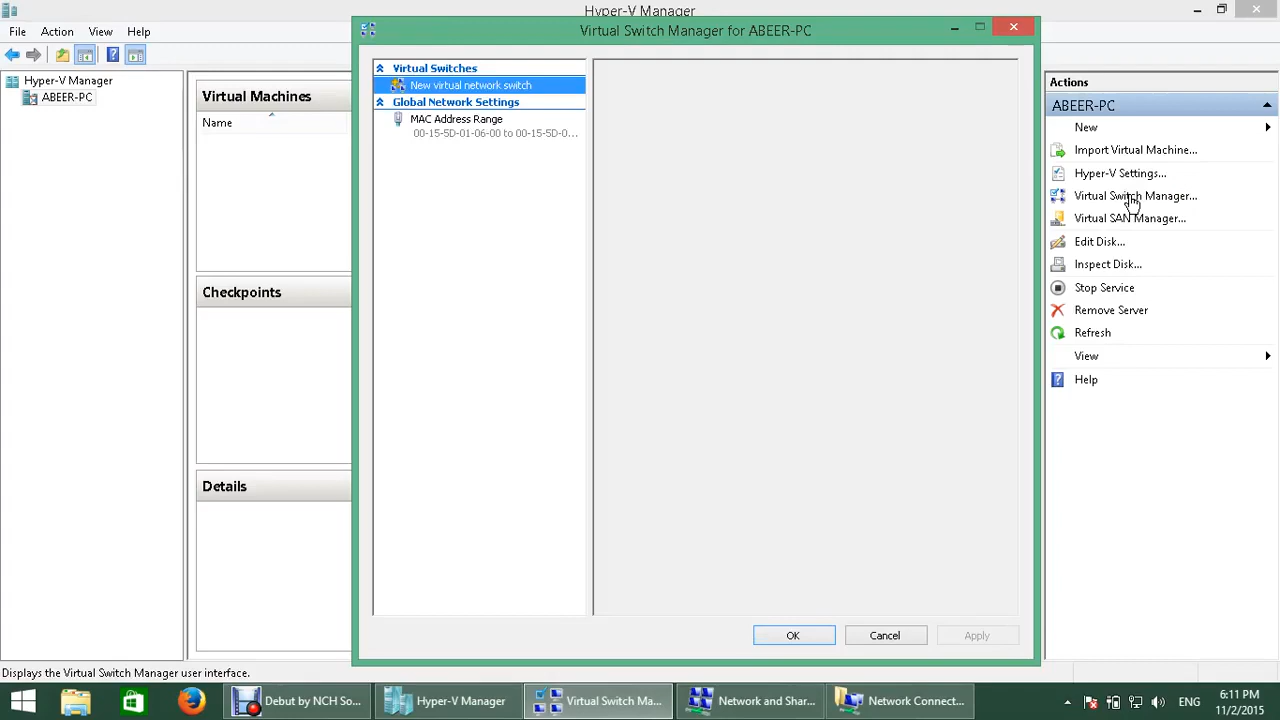 Hyper-V Manager
File Action View Help
Virtual Switch Manager for ABEER-PC
Hyper-V Manager
ABEER-PC
Virtual Machines
Name
Checkpoints
Details
Virtual Switches
New virtual network switch
Global Network Settings
MAC Address Range
00-15-5D-01-06-00 to 00-15-5D-0...
OK Cancel Apply
Actions
ABEER-PC
New
Import Virtual Machine...
Hyper-V Settings...
Virtual Switch Manager...
Virtual SAN Manager...
Edit Disk...
Inspect Disk...
Stop Service
Remove Server
Refresh
View
Help
Displays the Virtual Switch Manager user interface.
Debut by NCH So... Hyper-V Manager Virtual Switch Ma... Network and Shar... Network Connect... ENG
6:11 PM
11/2/2015